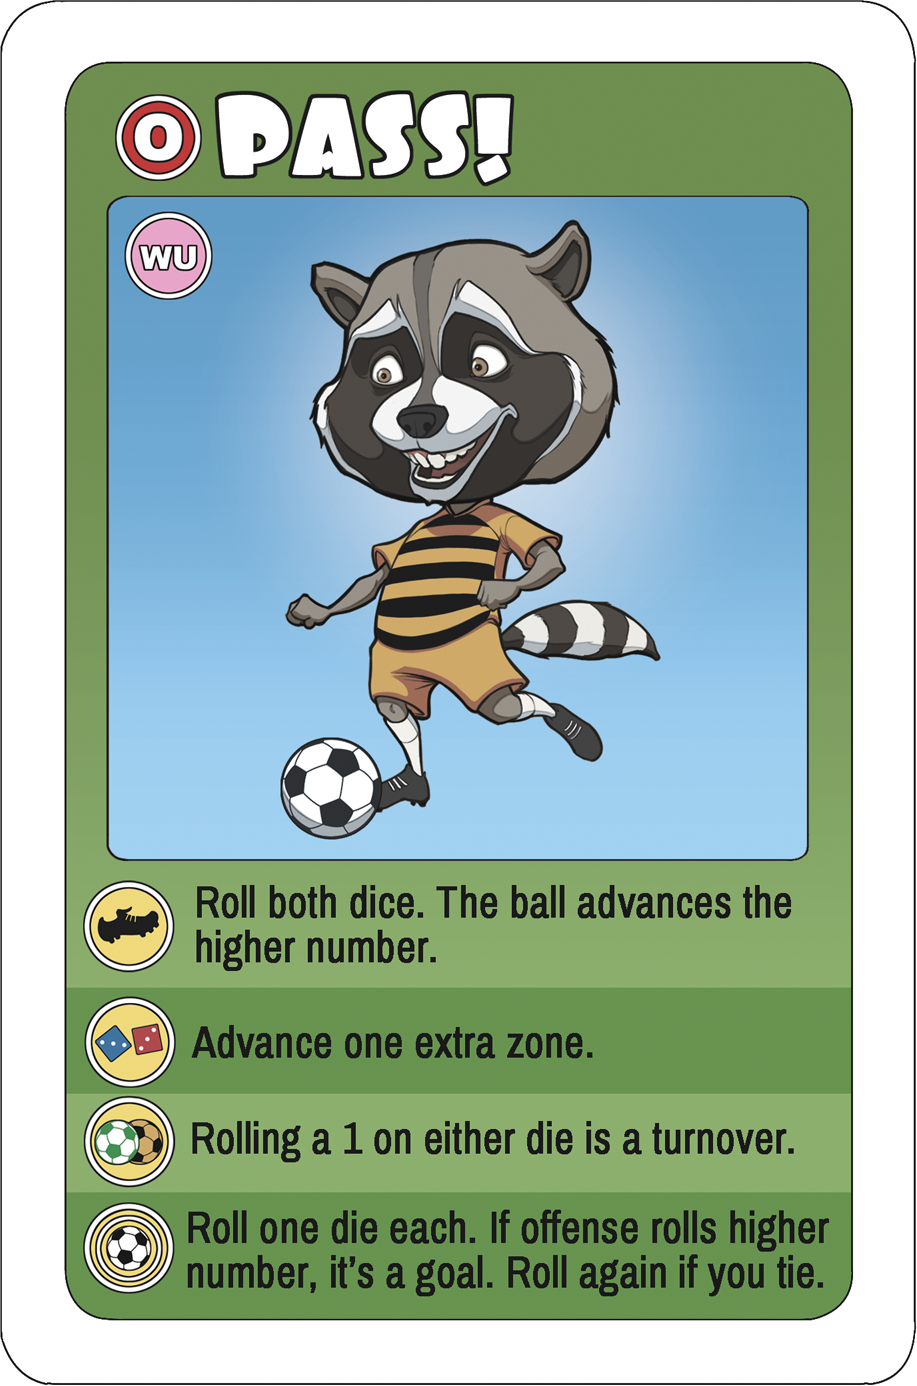 O PASS!
WU
Roll both dice. The ball advances the
higher number.
Advance one extra zone.
Rolling a 1 on either die is a turnover.
Roll one die each. If offense rolls higher
number, it’s a goal. Roll again if you tie.